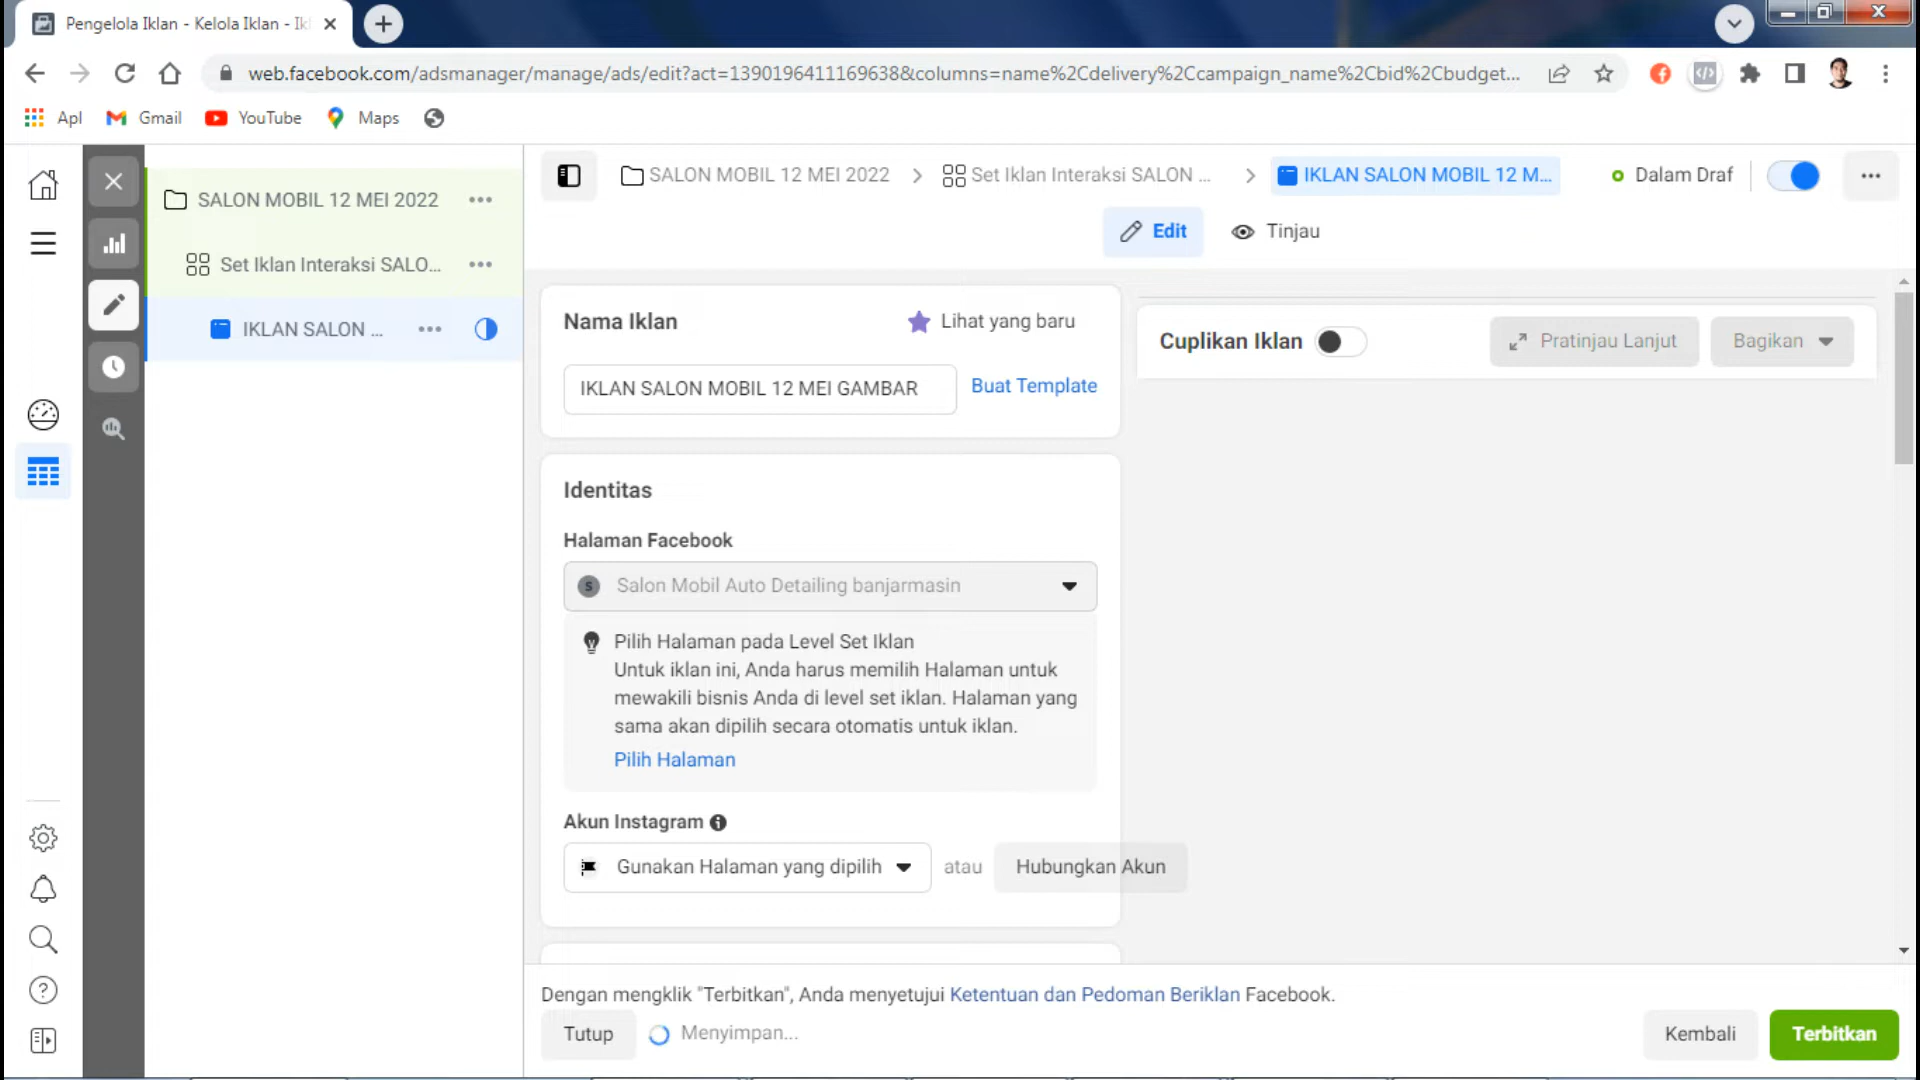 Pengelola Iklan - Kelola Iklan - Ikl
web.facebook.com/adsmanager/manage/ads/edit?act=1390196411169638&columns=name%2Cdelivery%2Ccampaign_name%2Cbid%2Cbudget...
Apl
Gmail
YouTube
Maps
SALON MOBIL 12 MEI 2022
Set Iklan Interaksi SALO...
IKLAN SALON ...
SALON MOBIL 12 MEI 2022
Set Iklan Interaksi SALON ...
IKLAN SALON MOBIL 12 M...
Dalam Draf
Edit
Tinjau
Nama Iklan
Lihat yang baru
IKLAN SALON MOBIL 12 MEI GAMBAR
Buat Template
Identitas
Halaman Facebook
S
Salon Mobil Auto Detailing banjarmasin
Pilih Halaman pada Level Set Iklan
Untuk iklan ini, Anda harus memilih Halaman untuk
mewakili bisnis Anda di level set iklan. Halaman yang
sama akan dipilih secara otomatis untuk iklan.
Pilih Halaman
Akun Instagram
Gunakan Halaman yang dipilih
atau
Hubungkan Akun
Cuplikan Iklan
Pratinjau Lanjut
Bagikan
Dengan mengklik "Terbitkan", Anda menyetujui Ketentuan dan Pedoman Beriklan Facebook.
Tutup
Menyimpan...
Kembali
Terbitkan